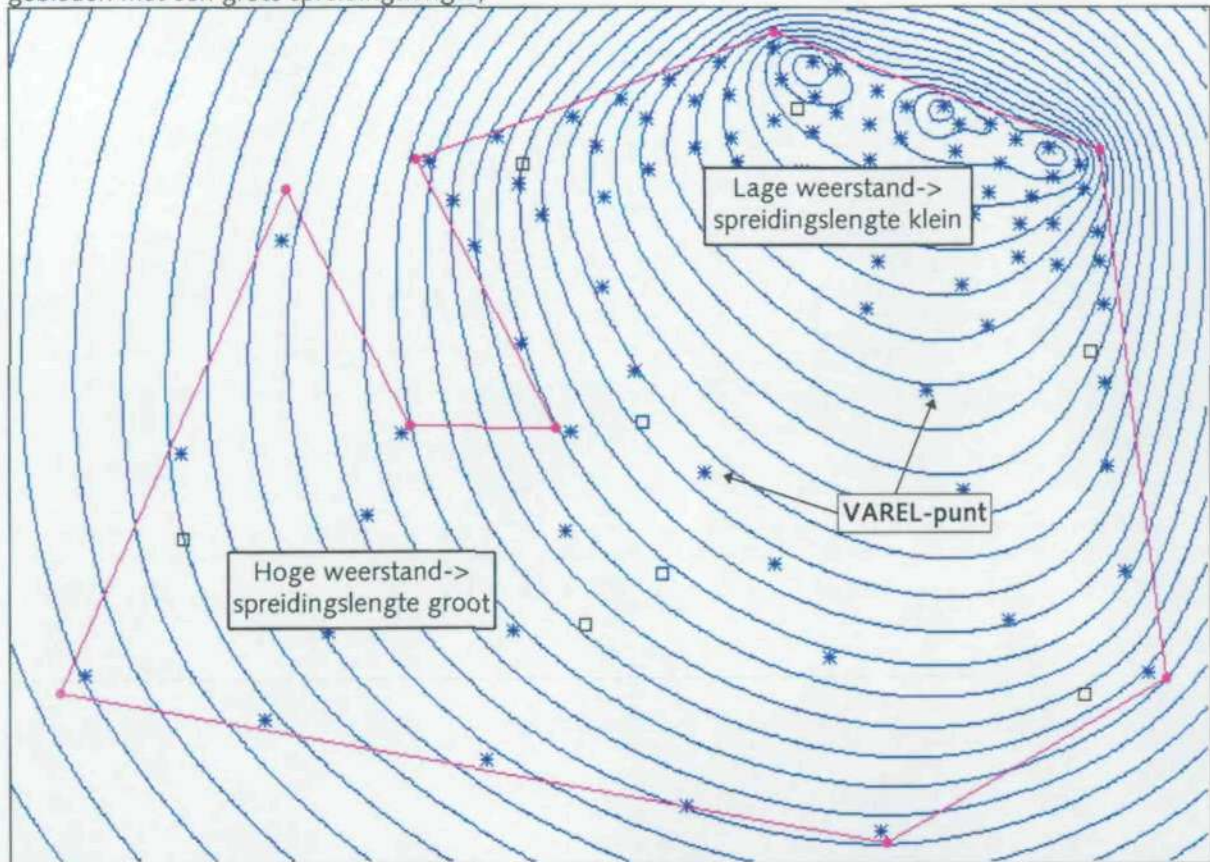 Lage weerstand->
spreidingslengte klein
VAREL-punt
Hoge weerstand->
spreidingslengte groot